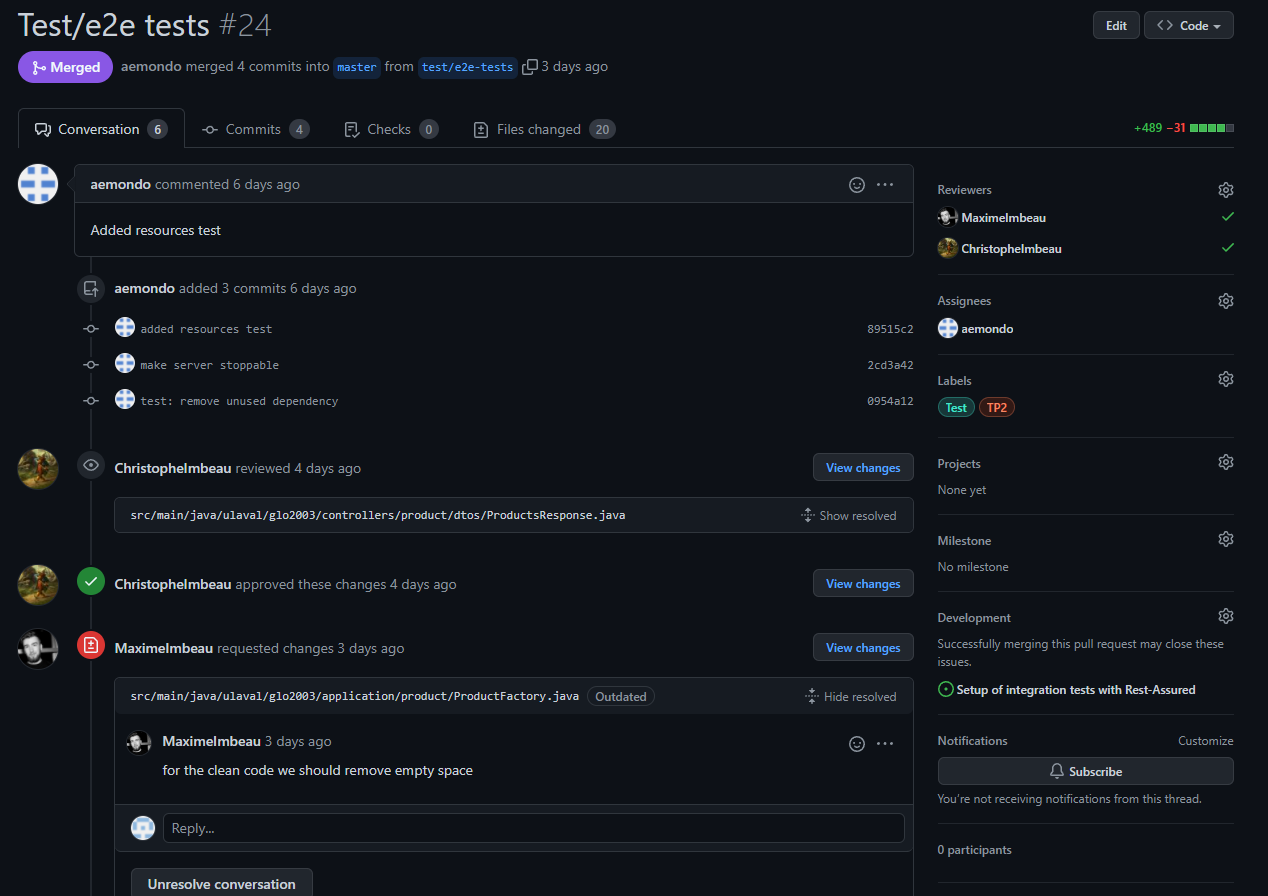 Test/e2e tests #24
Edit
Code
Merged
aemondo merged 4 commits into master from test/e2e-tests 3 days ago
Conversation 6
Commits 4
Checks 0
Files changed 20
+489 −31
aemondo commented 6 days ago
Added resources test
aemondo added 3 commits 6 days ago
added resources test 89515c2
make server stoppable 2cd3a42
test: remove unused dependency 0954a12
ChristopheImbeau reviewed 4 days ago
View changes
src/main/java/ulaval/glo2003/controllers/product/dtos/ProductsResponse.java
Show resolved
ChristopheImbeau approved these changes 4 days ago
View changes
MaximeImbeau requested changes 3 days ago
View changes
src/main/java/ulaval/glo2003/application/product/ProductFactory.java
Outdated
Hide resolved
MaximeImbeau 3 days ago
for the clean code we should remove empty space
Reply...
Unresolve conversation
Reviewers
MaximeImbeau
ChristopheImbeau
Assignees
aemondo
Labels
Test TP2
Projects
None yet
Milestone
No milestone
Development
Successfully merging this pull request may close these
issues.
Setup of integration tests with Rest-Assured
Notifications
Customize
Subscribe
You're not receiving notifications from this thread.
0 participants